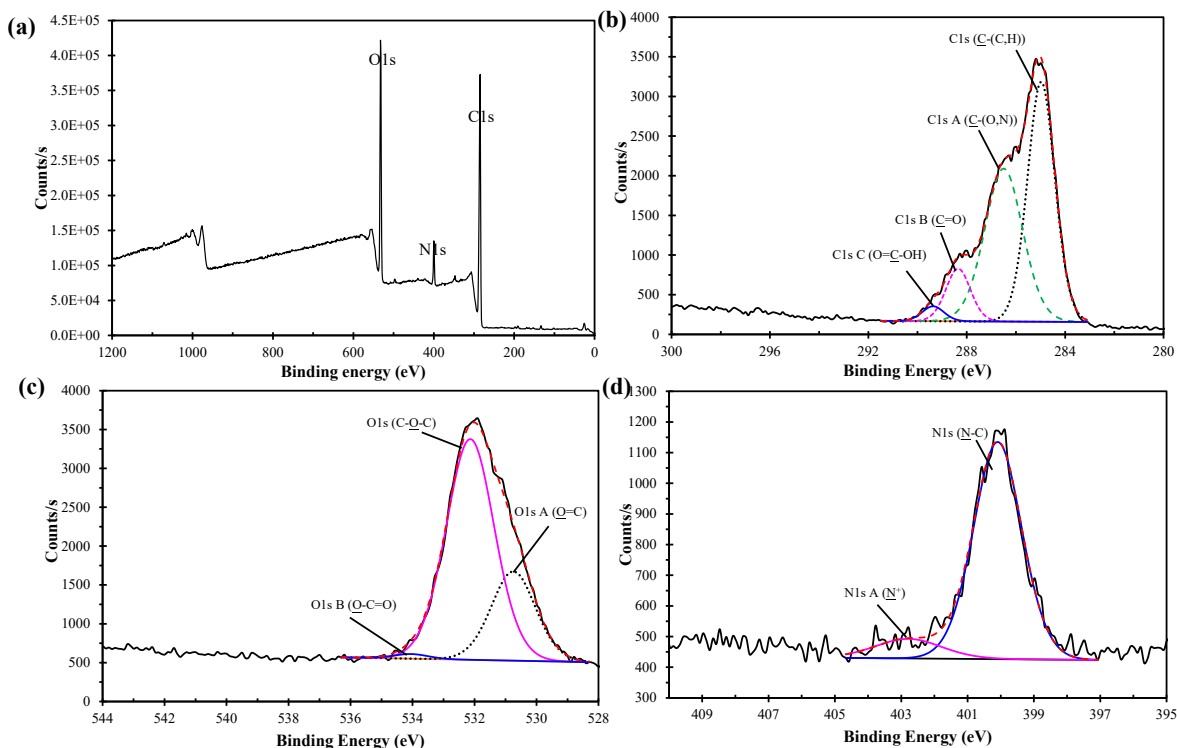 (a)
4.5E+05
4.0E+05
3.5E+05
3.0E+05
2.5E+05
2.0E+05
1.5E+05
1.0E+05
5.0E+04
0.0E+00
Counts/s
O1s
C1s
N1s
1200 1000 800 600 400 200 0
Binding energy (eV)
(b)
4000
3500
3000
2500
2000
1500
1000
500
0
Counts/s
C1s (C-(C,H))
C1s A (C-(O,N))
C1s B (C=O)
C1s C (O=C-OH)
300 296 292 288 284 280
Binding Energy (eV)
(c)
4000
3500
3000
2500
2000
1500
1000
500
0
Counts/s
O1s (C-O-C)
O1s A (O=C)
O1s B (O-C=O)
544 542 540 538 536 534 532 530 528
Binding Energy (eV)
(d)
1300
1200
1100
1000
900
800
700
600
500
400
300
Counts/s
N1s (N-C)
N1s A (N⁺)
409 407 405 403 401 399 397 395
Binding Energy (eV)